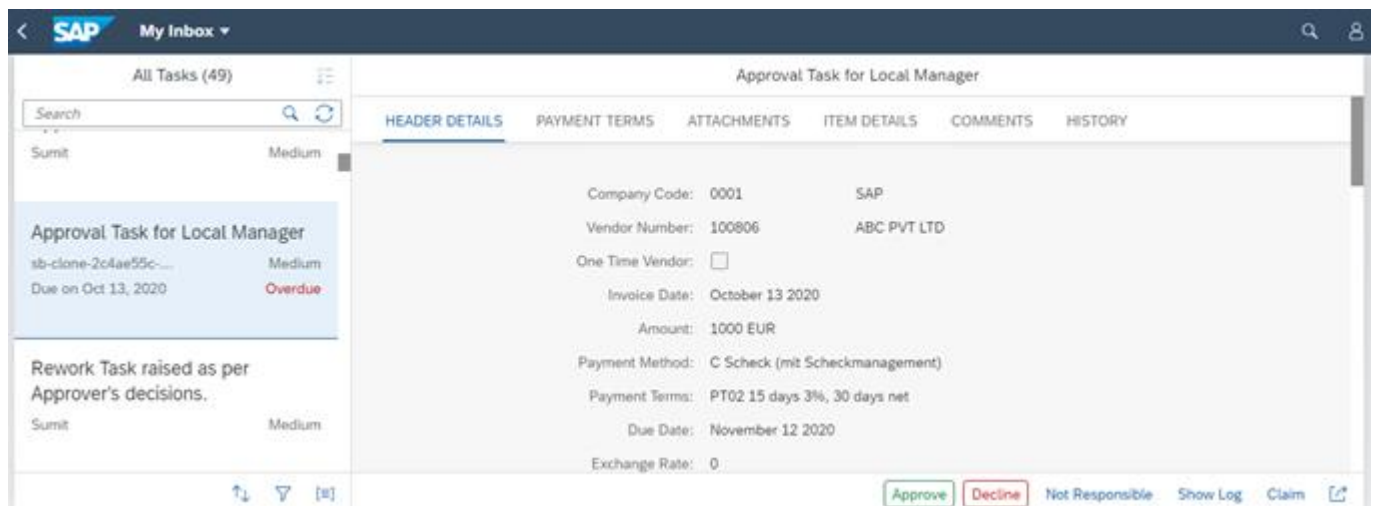 SAP My Inbox
All Tasks (49)
Search
Sumit Medium
Approval Task for Local Manager
sb-clone-2c4ae55c-.... Medium
Due on Oct 13, 2020 Overdue
Rework Task raised as per
Approver's decisions.
Sumit Medium
Approval Task for Local Manager
HEADER DETAILS PAYMENT TERMS ATTACHMENTS ITEM DETAILS COMMENTS HISTORY
Company Code: 0001 SAP
Vendor Number: 100806 ABC PVT LTD
One Time Vendor:
Invoice Date: October 13 2020
Amount: 1000 EUR
Payment Method: C Scheck (mit Scheckmanagement)
Payment Terms: PT02 15 days 3%, 30 days net
Due Date: November 12 2020
Exchange Rate: 0
Approve Decline Not Responsible Show Log Claim